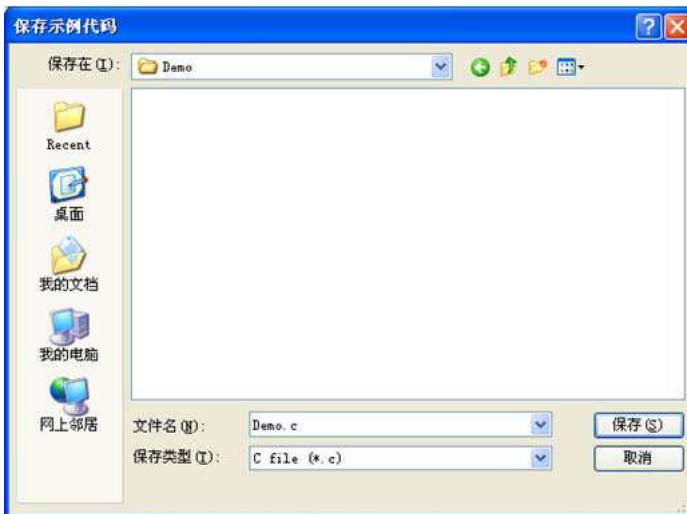 保存示例代码
保存在(I): Demo
Recent
桌面
我的文档
我的电脑
网上邻居
文件名(N): Demo.c 保存(S)
保存类型(T): C file (*.c) 取消